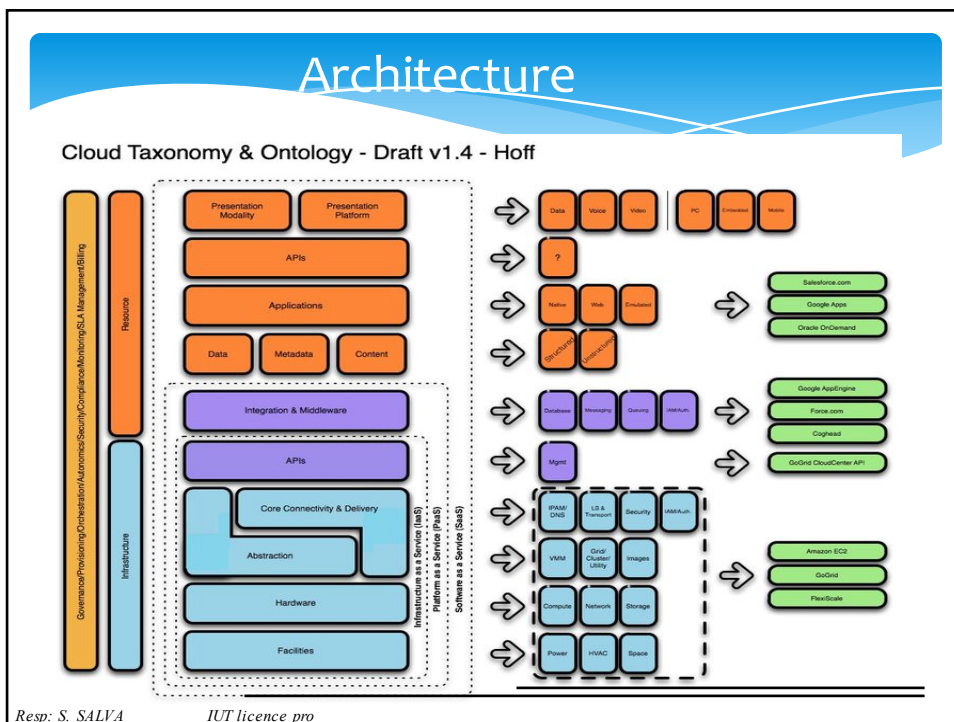 Architecture
Cloud Taxonomy & Ontology - Draft v1.4 - Hoff
Governance/Provisioning/Orchestration/Autonomics/Security/Compliance/Monitoring/SLA Management/Billing
Resource
Infrastructure
Presentation
Modality
Presentation
Platform
Data
Voice
Video
PC
Embedded
Mobile
APIs
?
Applications
Native
Web
Emulated
Salesforce.com
Google Apps
Oracle OnDemand
Data
Metadata
Content
Structured
Unstructured
Integration & Middleware
Database
Messaging
Queuing
IAM/Auth.
Google AppEngine
Force.com
Coghead
APIs
Mgmt
GoGrid CloudCenter API
Core Connectivity & Delivery
Abstraction
IPAM/
DNS
LB &
Transport
Security
IAM/Auth.
VMM
Grid/
Cluster/
Utility
Images
Amazon EC2
GoGrid
FlexiScale
Hardware
Compute
Network
Storage
Facilities
Power
HVAC
Space
Infrastructure as a Service (IaaS)
Platform as a Service (PaaS)
Software as a Service (SaaS)
Resp: S. SALVA
IUT licence pro